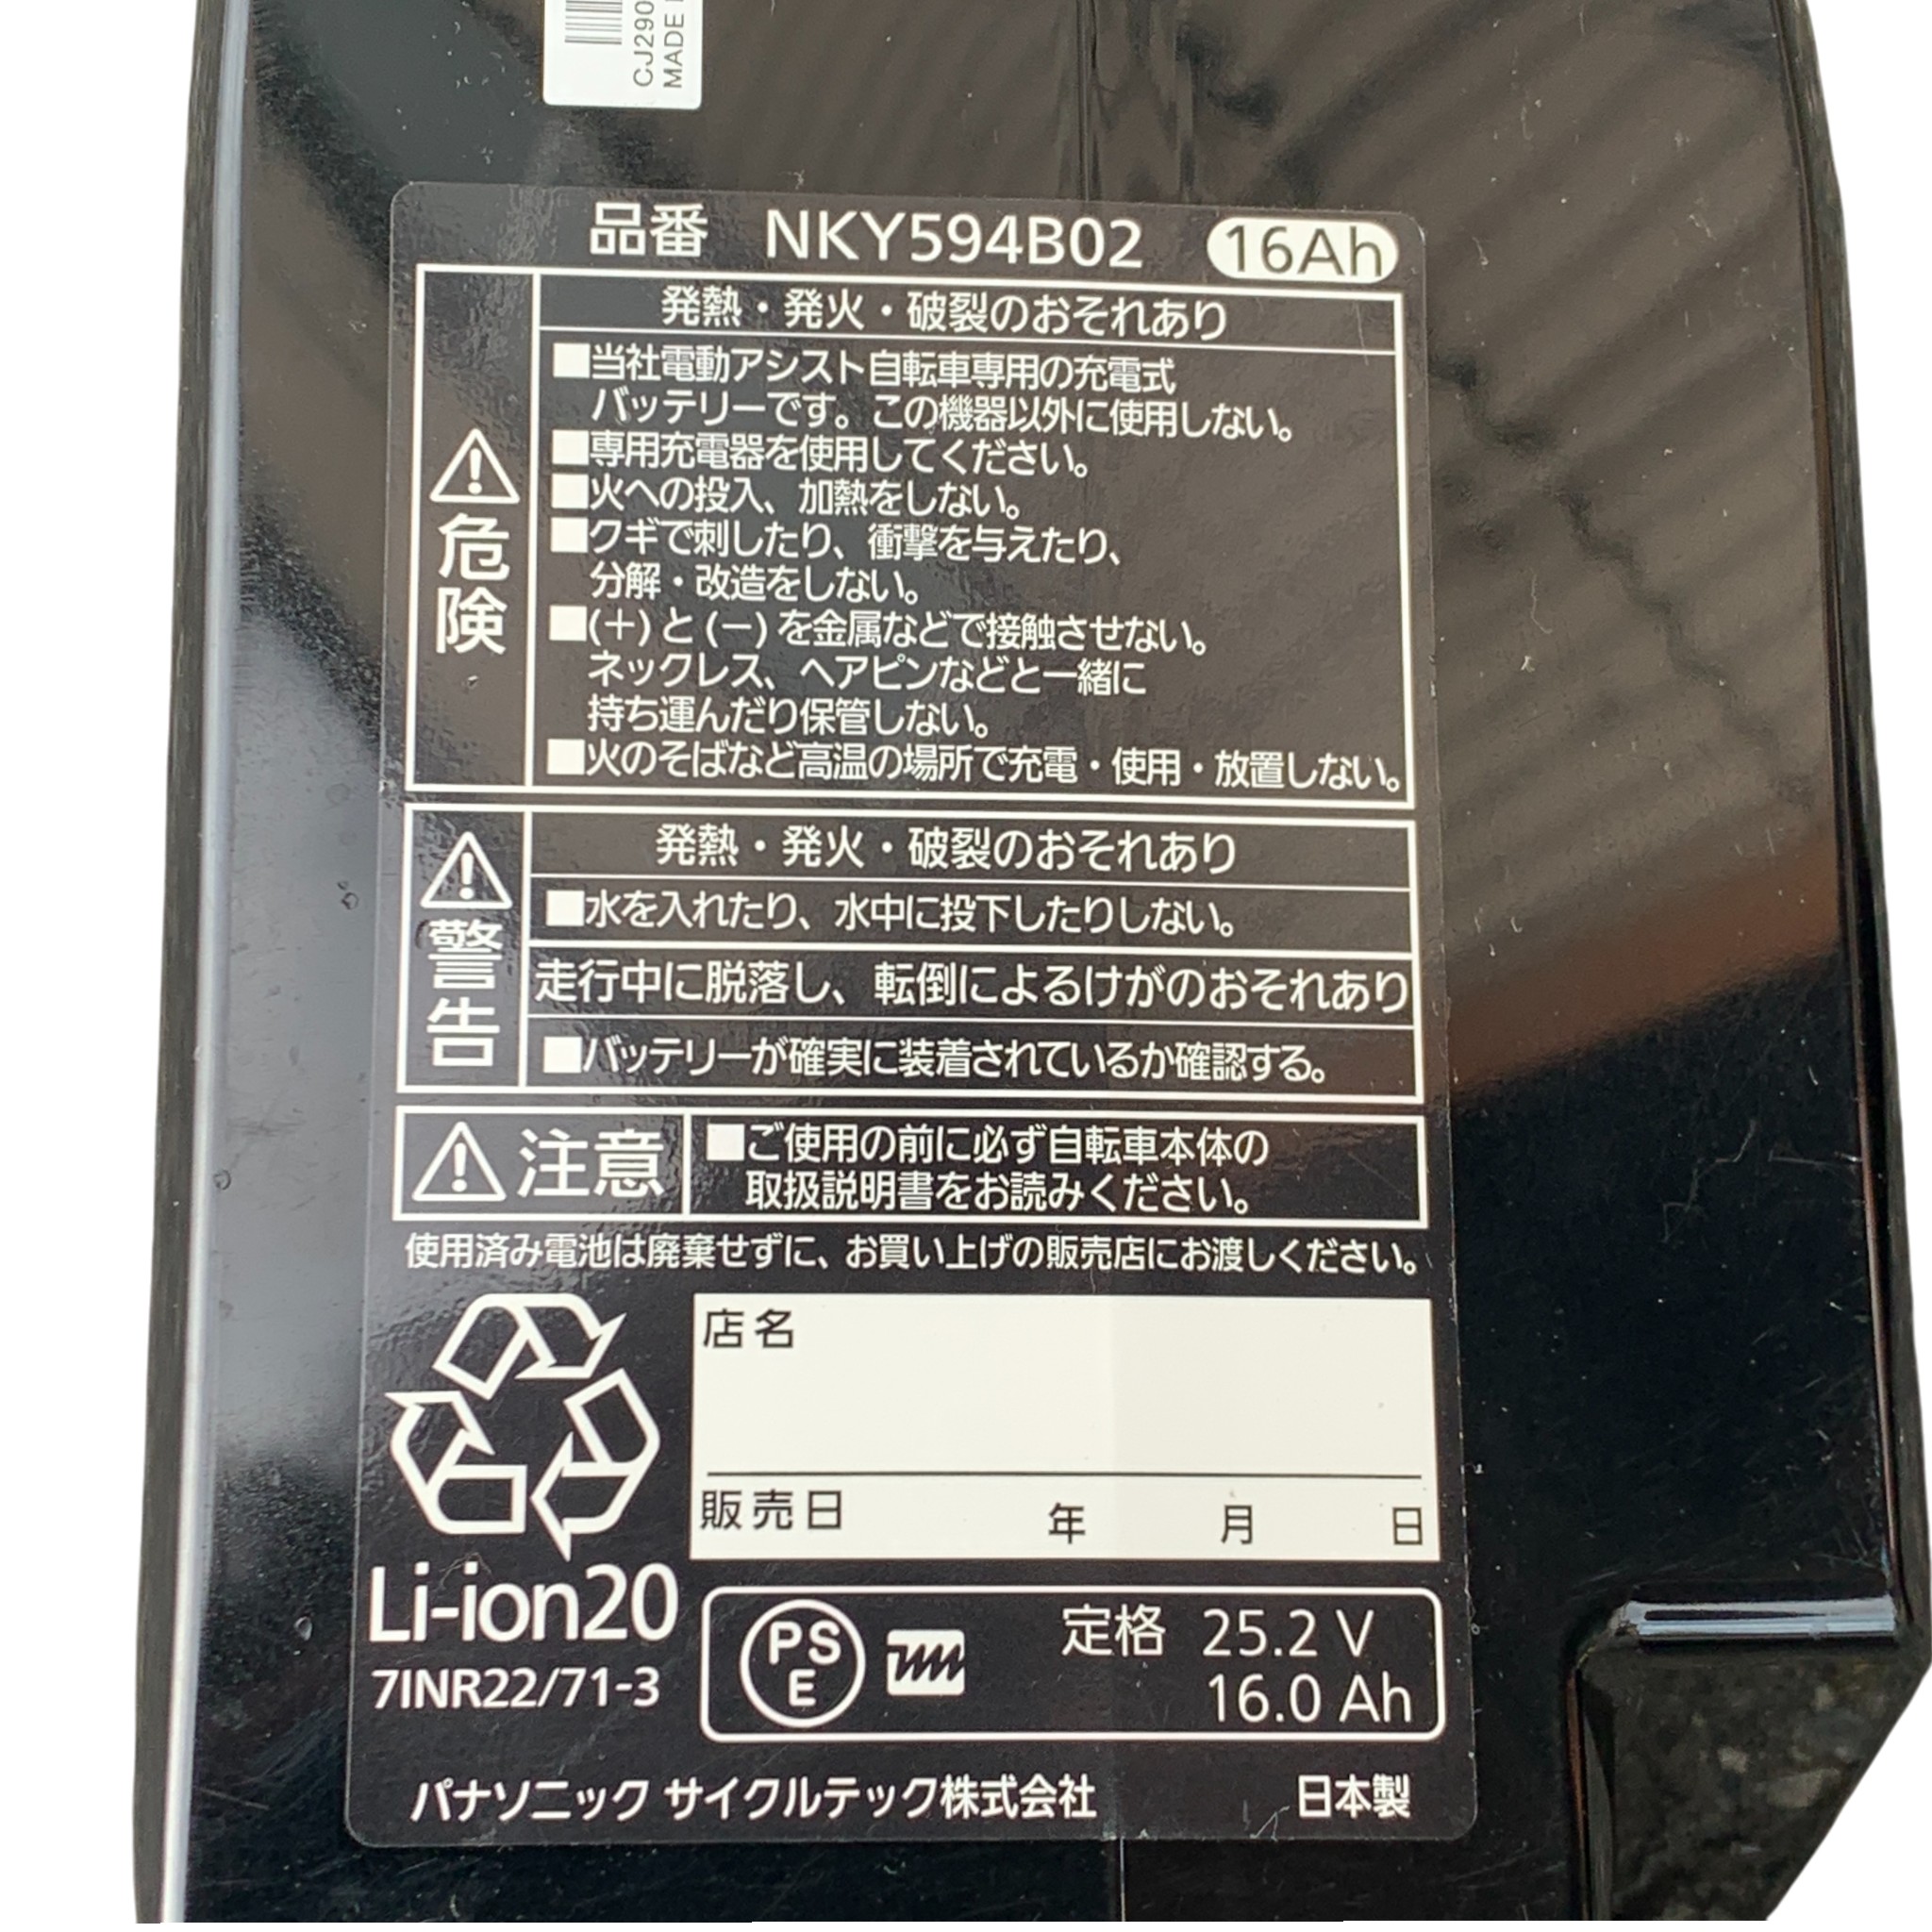 CJ290
MADE
品番 NKY594B02 16Ah
発熱・発火・破裂のおそれあり
危険
■当社電動アシスト自転車専用の充電式
バッテリーです。この機器以外に使用しない。
■専用充電器を使用してください。
■火への投入、加熱をしない。
■クギで刺したり、衝撃を与えたり、
分解・改造をしない。
■(+)と(−)を金属などで接触させない。
ネックレス、ヘアピンなどと一緒に
持ち運んだり保管しない。
■火のそばなど高温の場所で充電・使用・放置しない。
警告
発熱・発火・破裂のおそれあり
■水を入れたり、水中に投下したりしない。
走行中に脱落し、転倒によるけがのおそれあり
■バッテリーが確実に装着されているか確認する。
注意
■ご使用の前に必ず自転車本体の
取扱説明書をお読みください。
使用済み電池は廃棄せずに、お買い上げの販売店にお渡しください。
店名
販売日 年 月 日
Li-ion20
7INR22/71-3
PS
E
定格 25.2 V
16.0 Ah
パナソニック サイクルテック株式会社 日本製